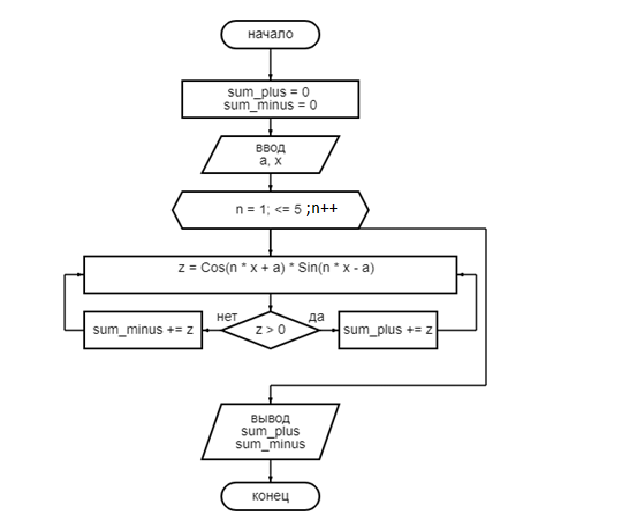 начало
sum_plus = 0
sum_minus = 0
ввод
a, x
n = 1; <= 5 ;n++
z = Cos(n * x + a) * Sin(n * x - a)
нет
да
sum_minus += z
z > 0
sum_plus += z
вывод
sum_plus
sum_minus
конец